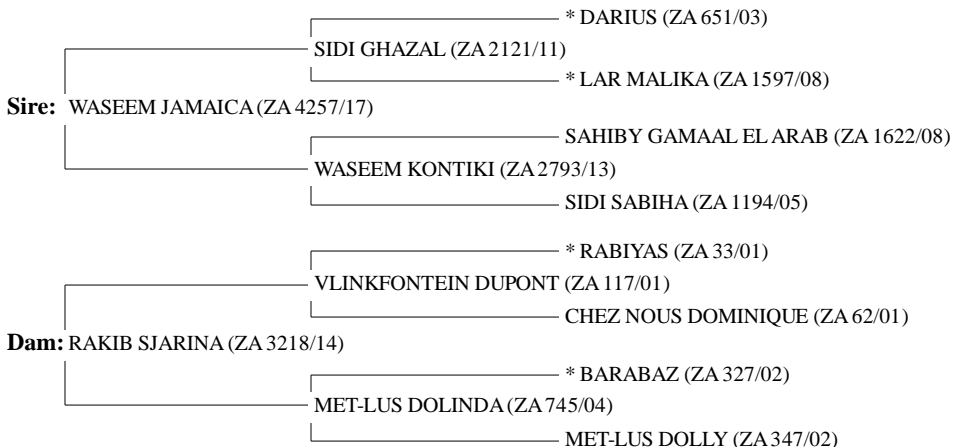 * DARIUS (ZA 651/03)
SIDI GHAZAL (ZA 2121/11)
* LAR MALIKA (ZA 1597/08)
Sire: WASEEM JAMAICA (ZA 4257/17)
SAHIBY GAMAAL EL ARAB (ZA 1622/08)
WASEEM KONTIKI (ZA 2793/13)
SIDI SABIHA (ZA 1194/05)
* RABIYAS (ZA 33/01)
VLINKFONTEIN DUPONT (ZA 117/01)
CHEZ NOUS DOMINIQUE (ZA 62/01)
Dam: RAKIB SJARINA (ZA 3218/14)
* BARABAZ (ZA 327/02)
MET-LUS DOLINDA (ZA 745/04)
MET-LUS DOLLY (ZA 347/02)